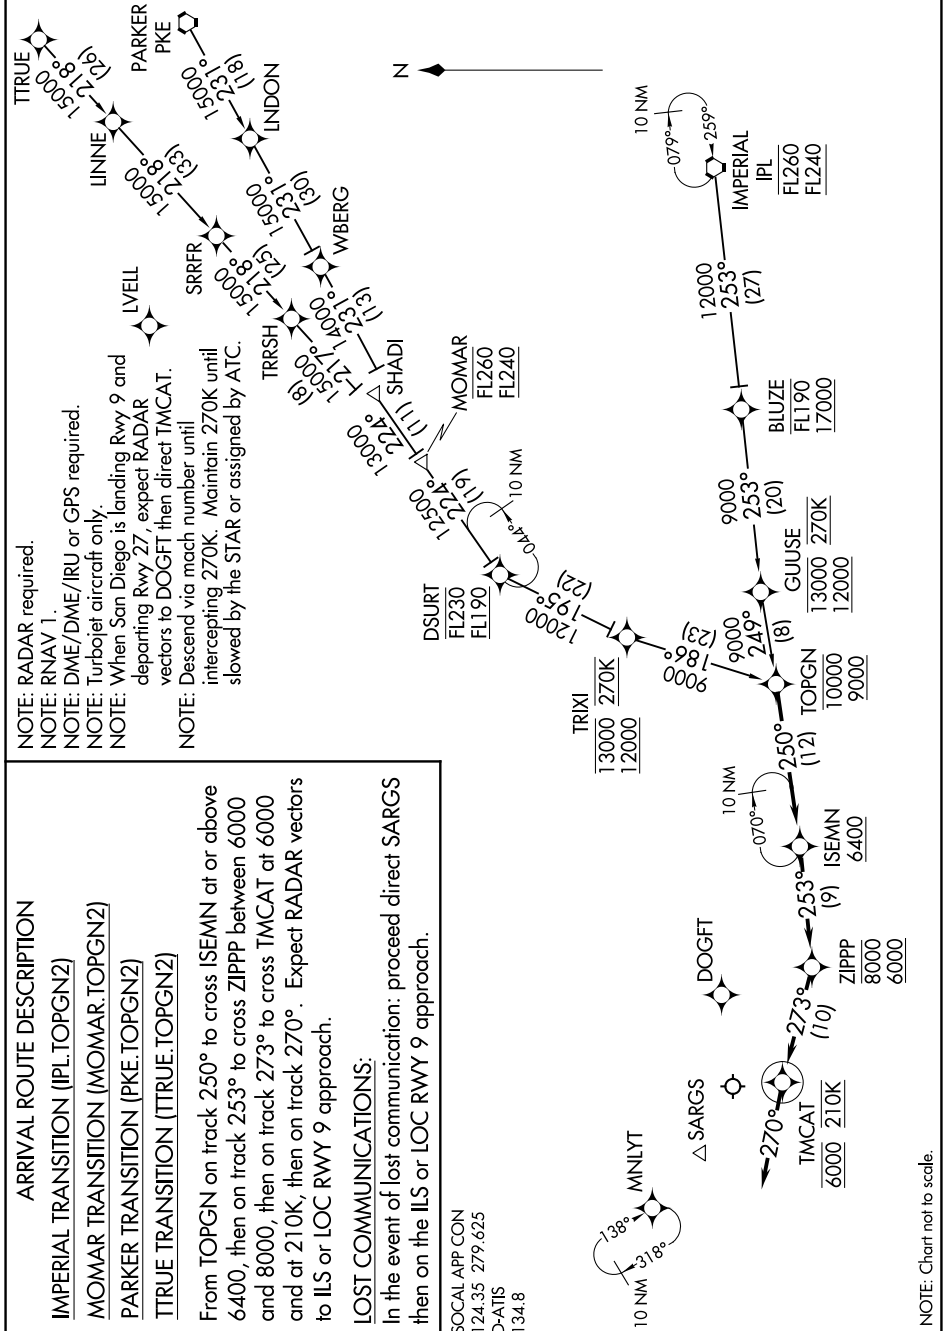 ARRIVAL ROUTE DESCRIPTION
IMPERIAL TRANSITION (IPL.TOPGN2)
MOMAR TRANSITION (MOMAR.TOPGN2)
PARKER TRANSITION (PKE.TOPGN2)
TTRUE TRANSITION (TTRUE.TOPGN2)
From TOPGN on track 250° to cross ISEMN at or above
6400, then on track 253° to cross ZIPPP between 6000
and 8000, then on track 273° to cross TMCAT at 6000
and at 210K, then on track 270°. Expect RADAR vectors
to ILS or LOC RWY 9 approach.
LOST COMMUNICATIONS:
In the event of lost communication: proceed direct SARGS
then on the ILS or LOC RWY 9 approach.
NOTE: RADAR required.
NOTE: RNAV 1.
NOTE: DME/DME/IRU or GPS required.
NOTE: Turbojet aircraft only.
NOTE: When San Diego is landing Rwy 9 and
departing Rwy 27, expect RADAR
vectors to DOGFT then direct TMCAT.
NOTE: Descend via mach number until
intercepting 270K. Maintain 270K until
slowed by the STAR or assigned by ATC.
SOCAL APP CON
124.35 279.625
D-ATIS
134.8
TTRUE
15000
218°
(26)
LINNE
15000
218°
(33)
SRRFR
15000
218°
(25)
TRRSH
15000
217°
(8)
PARKER
PKE
15000
231°
(18)
LNDON
15000
231°
(30)
WBERG
14000
231°
(13)
SHADI
13000
224°
(11)
MOMAR
FL260
FL240
12500
224°
(19)
LVELL
DSURT
FL230
FL190
044°
10 NM
12000
195°
(22)
TRIXI
13000 270K
12000
9000
186°
(23)
N
IMPERIAL
IPL
FL260
FL240
10 NM
079°
259°
12000
253°
(27)
BLUZE
FL190
17000
9000
253°
(20)
GUUSE
13000 270K
12000
9000
249°
(8)
TOPGN
10000
9000
250°
(12)
10 NM
070°
ISEMN
6400
253°
(9)
ZIPPP
8000
6000
DOGFT
273°
(10)
SARGS
TMCAT
6000 210K
270°
MNLYT
138°
318°
10 NM
NOTE: Chart not to scale.